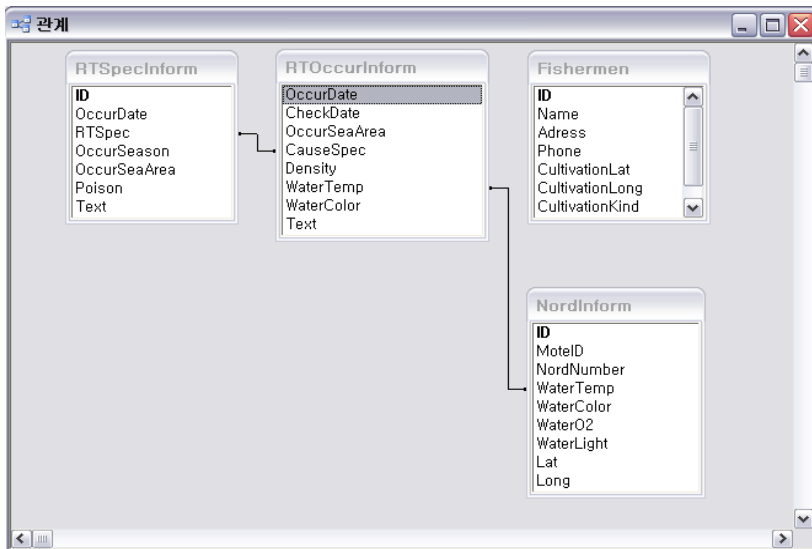 관계
RTSpecInform
ID
OccurDate
RTSpec
OccurSeason
OccurSeaArea
Poison
Text
RTOccurInform
OccurDate
CheckDate
OccurSeaArea
CauseSpec
Density
WaterTemp
WaterColor
Text
Fishermen
ID
Name
Adress
Phone
CultivationLat
CultivationLong
CultivationKind
NordInform
ID
MoteID
NordNumber
WaterTemp
WaterColor
WaterO2
WaterLight
Lat
Long